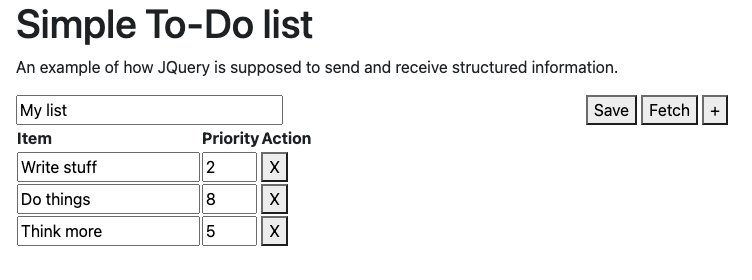 Simple To-Do list
An example of how JQuery is supposed to send and receive structured information.
My list Save Fetch +
Item Priority Action
Write stuff 2 X
Do things 8 X
Think more 5 X